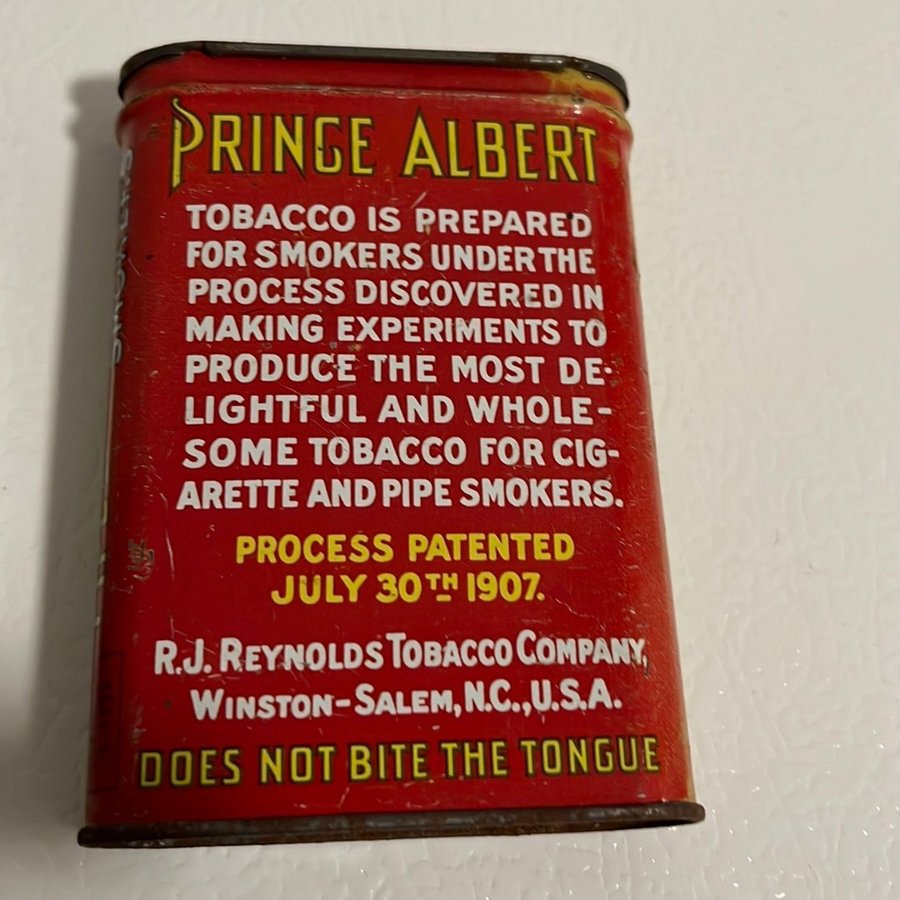 PRINCE ALBERT
TOBACCO IS PREPARED
FOR SMOKERS UNDER THE
PROCESS DISCOVERED IN
MAKING EXPERIMENTS TO
PRODUCE THE MOST DE-
LIGHTFUL AND WHOLE-
SOME TOBACCO FOR CIG-
ARETTE AND PIPE SMOKERS.
PROCESS PATENTED
JULY 30TH 1907.
R.J. REYNOLDS TOBACCO COMPANY,
WINSTON-SALEM, N.C., U.S.A.
DOES NOT BITE THE TONGUE